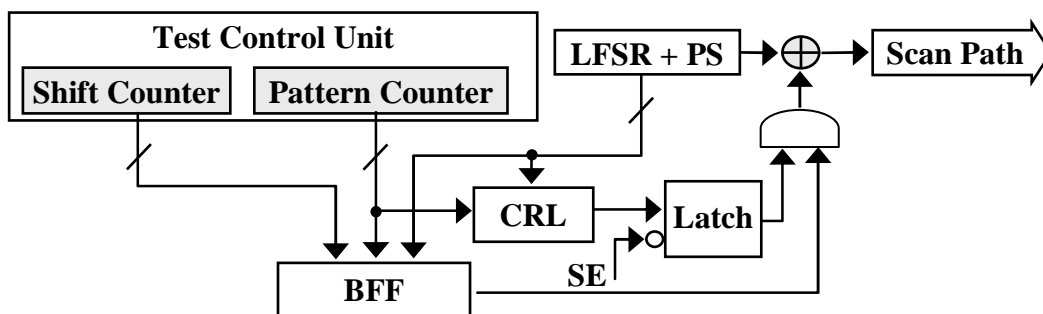 Test Control Unit
Shift Counter
Pattern Counter
LFSR + PS
Scan Path
CRL
Latch
SE
BFF